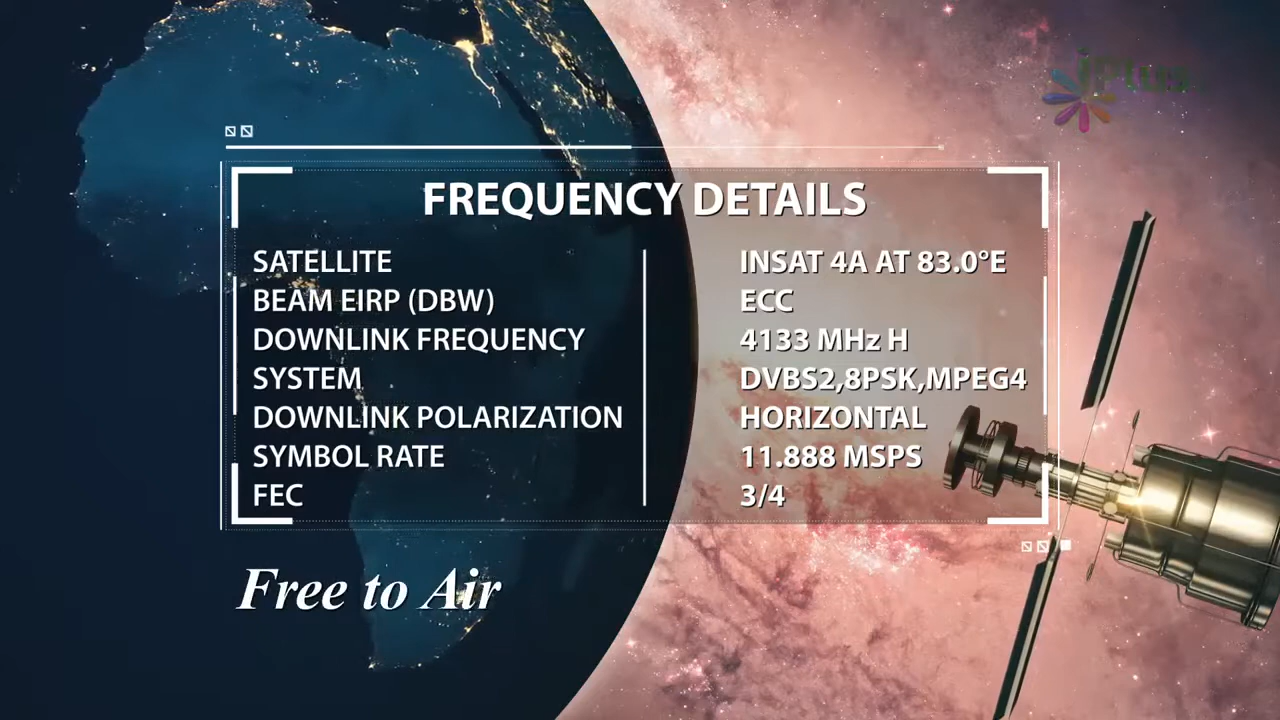 iPlus
FREQUENCY DETAILS
SATELLITE INSAT 4A AT 83.0°E
BEAM EIRP (DBW) ECC
DOWNLINK FREQUENCY 4133 MHz H
SYSTEM DVBS2,8PSK,MPEG4
DOWNLINK POLARIZATION HORIZONTAL
SYMBOL RATE 11.888 MSPS
FEC 3/4
Free to Air